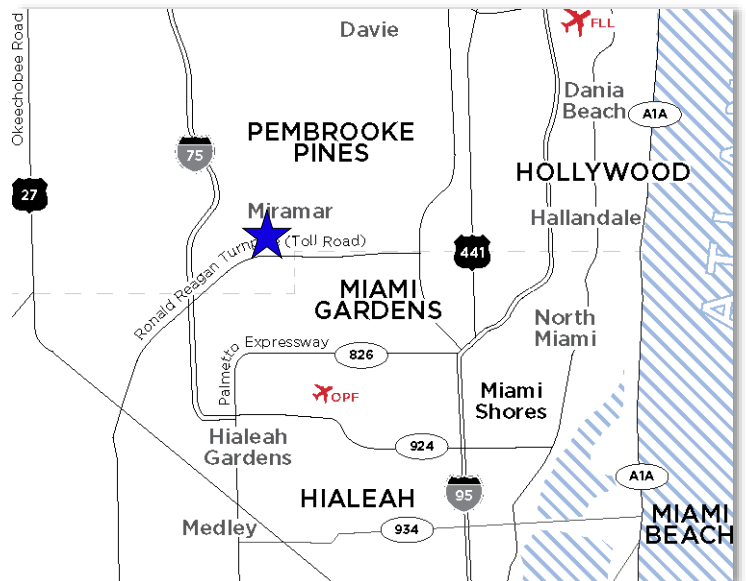 Okeechobee Road
Davie
FLL
Dania
Beach
A1A
PEMBROOKE
PINES
75
HOLLYWOOD
27
Miramar
Hallandale
Ronald Reagan Turnpike (Toll Road)
441
MIAMI
GARDENS
North
Miami
Palmetto Expressway
826
OPF
Miami
Shores
Hialeah
Gardens
924
A1A
HIALEAH
95
MIAMI
BEACH
Medley
934